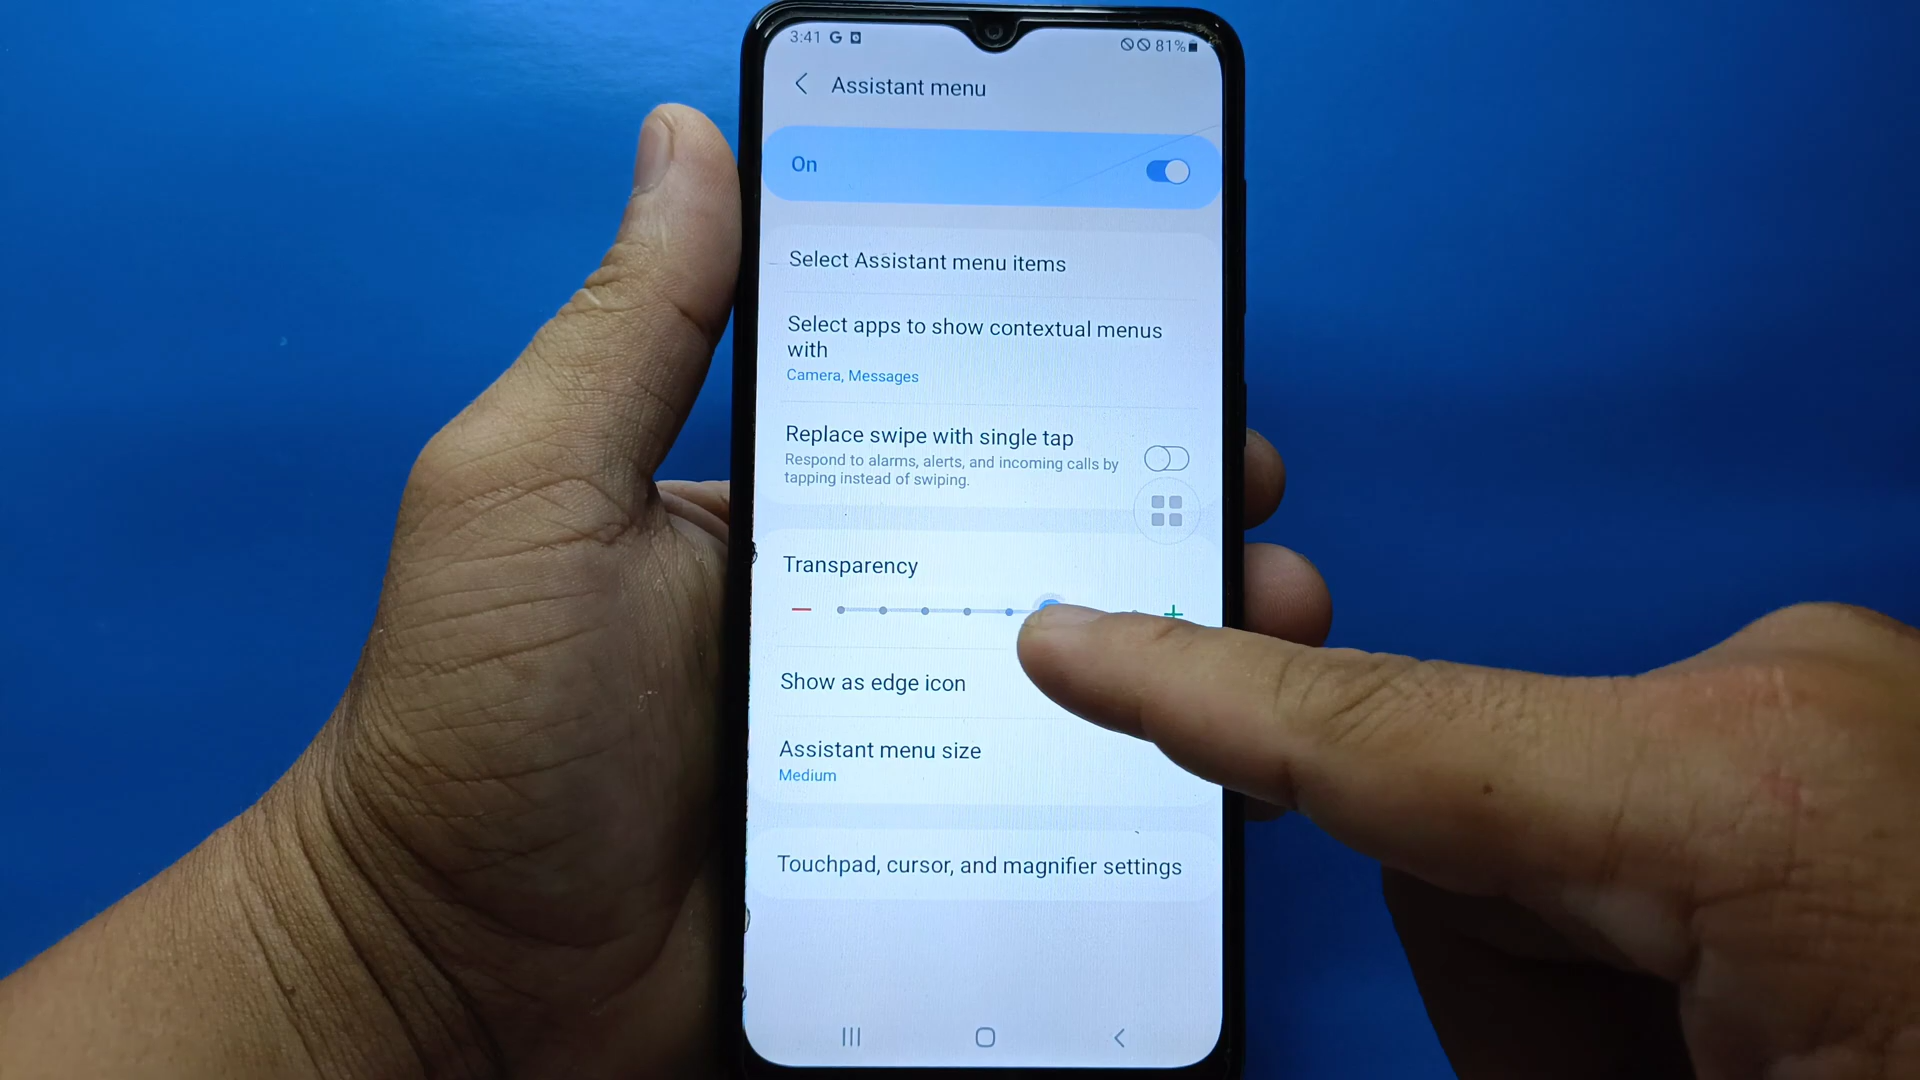 3:41 G 81%
Assistant menu
On
Select Assistant menu items
Select apps to show contextual menus
with
Camera, Messages
Replace swipe with single tap
Respond to alarms, alerts, and incoming calls by
tapping instead of swiping.
Transparency
Show as edge icon
Assistant menu size
Medium
Touchpad, cursor, and magnifier settings